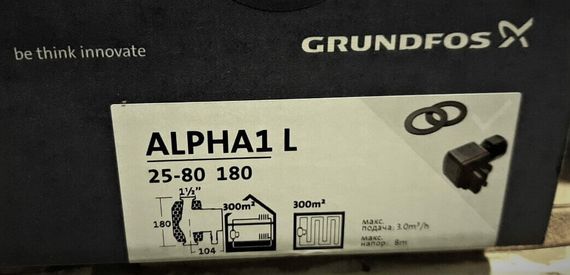 be think innovate
GRUNDFOS
ALPHA1 L
25-80 180
1½"
180
104
300m²
300m²
макс.
подача: 3.0m³/h
макс.
напор: 8m